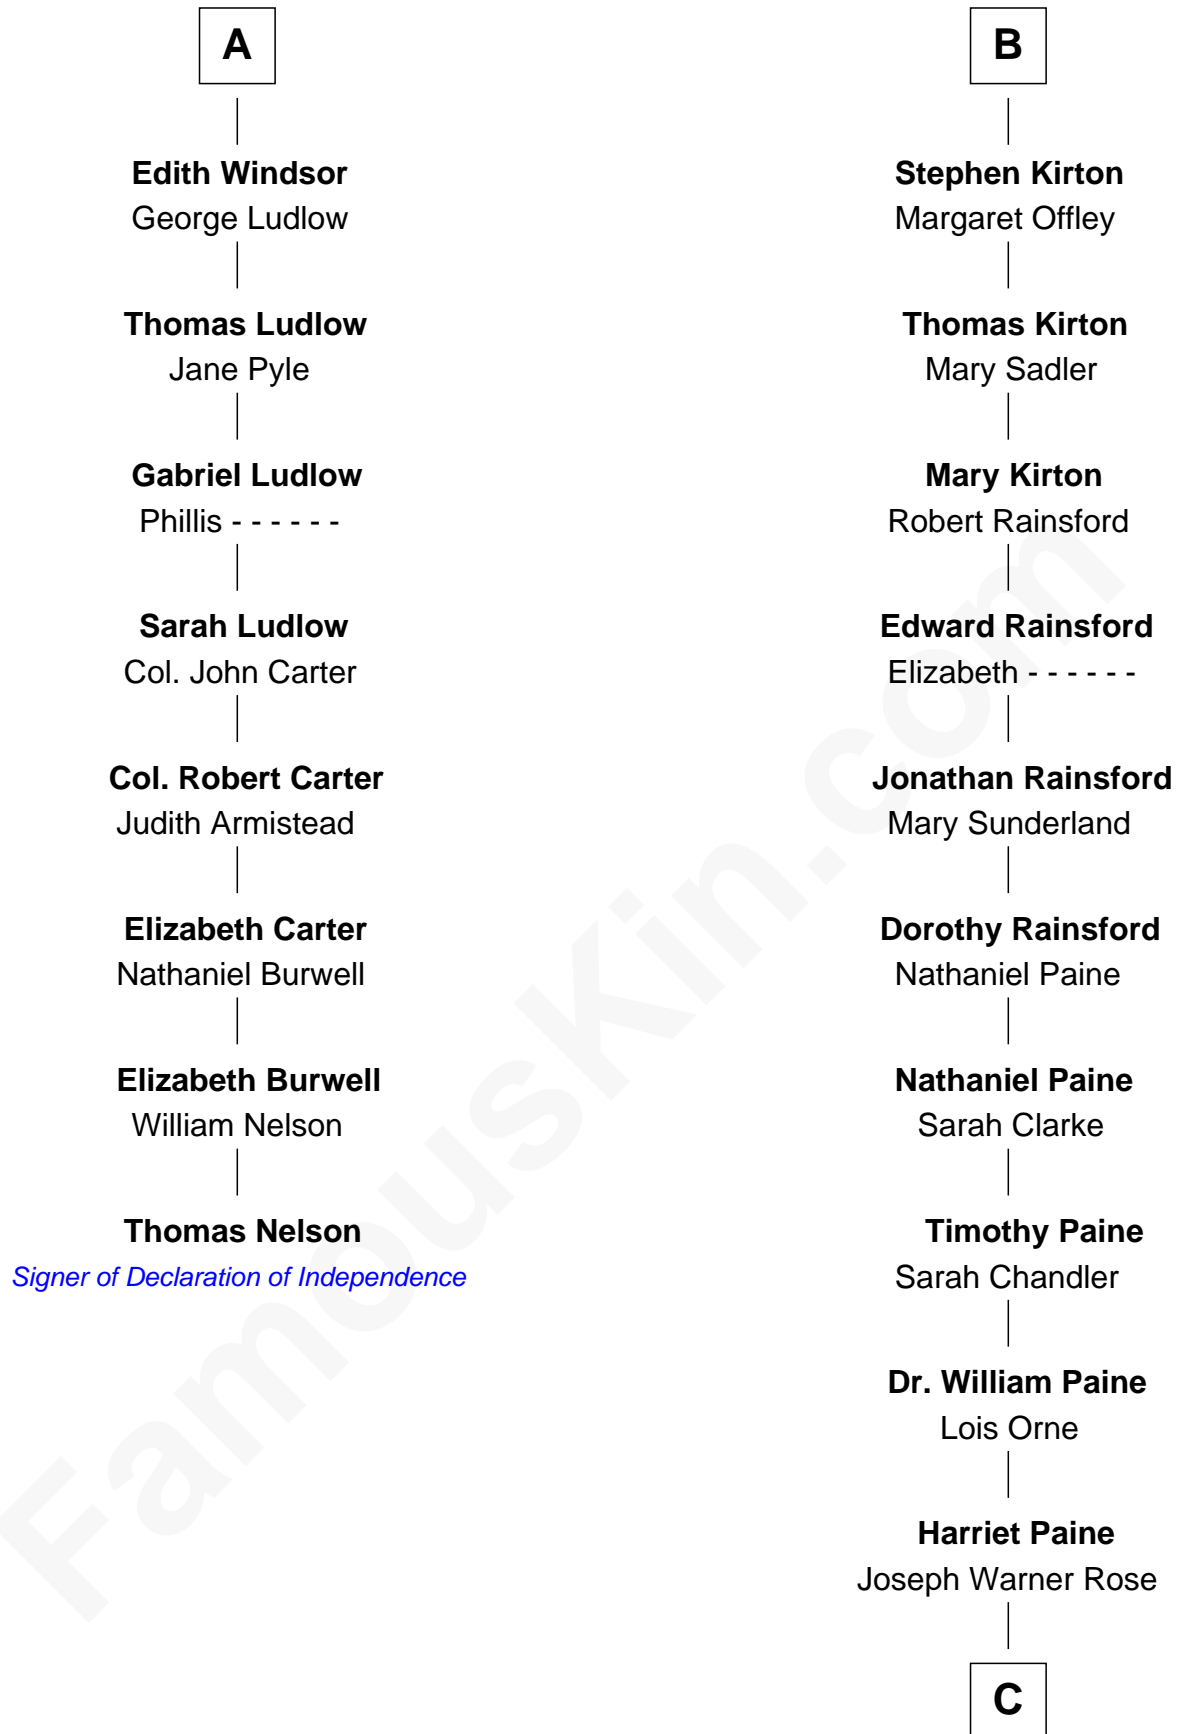 A
Edith Windsor
George Ludlow
Thomas Ludlow
Jane Pyle
Gabriel Ludlow
Phillis - - - - - -
Sarah Ludlow
Col. John Carter
Col. Robert Carter
Judith Armistead
Elizabeth Carter
Nathaniel Burwell
Elizabeth Burwell
William Nelson
Thomas Nelson
Signer of Declaration of Independence
B
Stephen Kirton
Margaret Offley
Thomas Kirton
Mary Sadler
Mary Kirton
Robert Rainsford
Edward Rainsford
Elizabeth - - - - - -
Jonathan Rainsford
Mary Sunderland
Dorothy Rainsford
Nathaniel Paine
Nathaniel Paine
Sarah Clarke
Timothy Paine
Sarah Chandler
Dr. William Paine
Lois Orne
Harriet Paine
Joseph Warner Rose
C
FamousKin.com